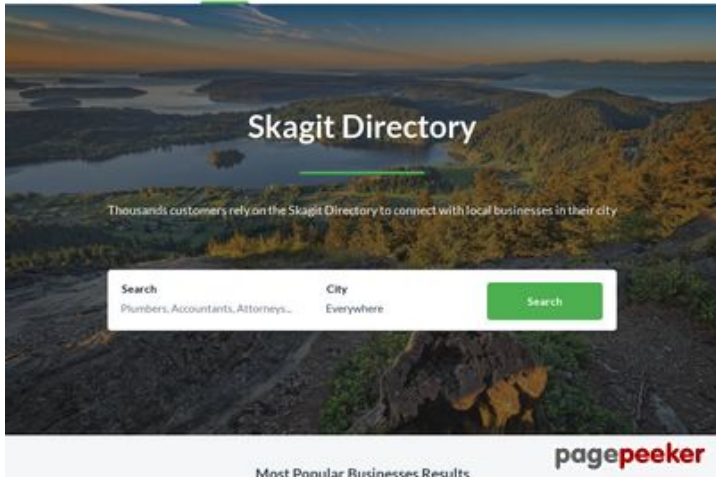 Skagit Directory
Thousands customers rely on the Skagit Directory to connect with local businesses in their city
Search City
Plumbers, Accountants, Attorneys... Everywhere
Search
Most Popular Businesses Results
pagepeeker